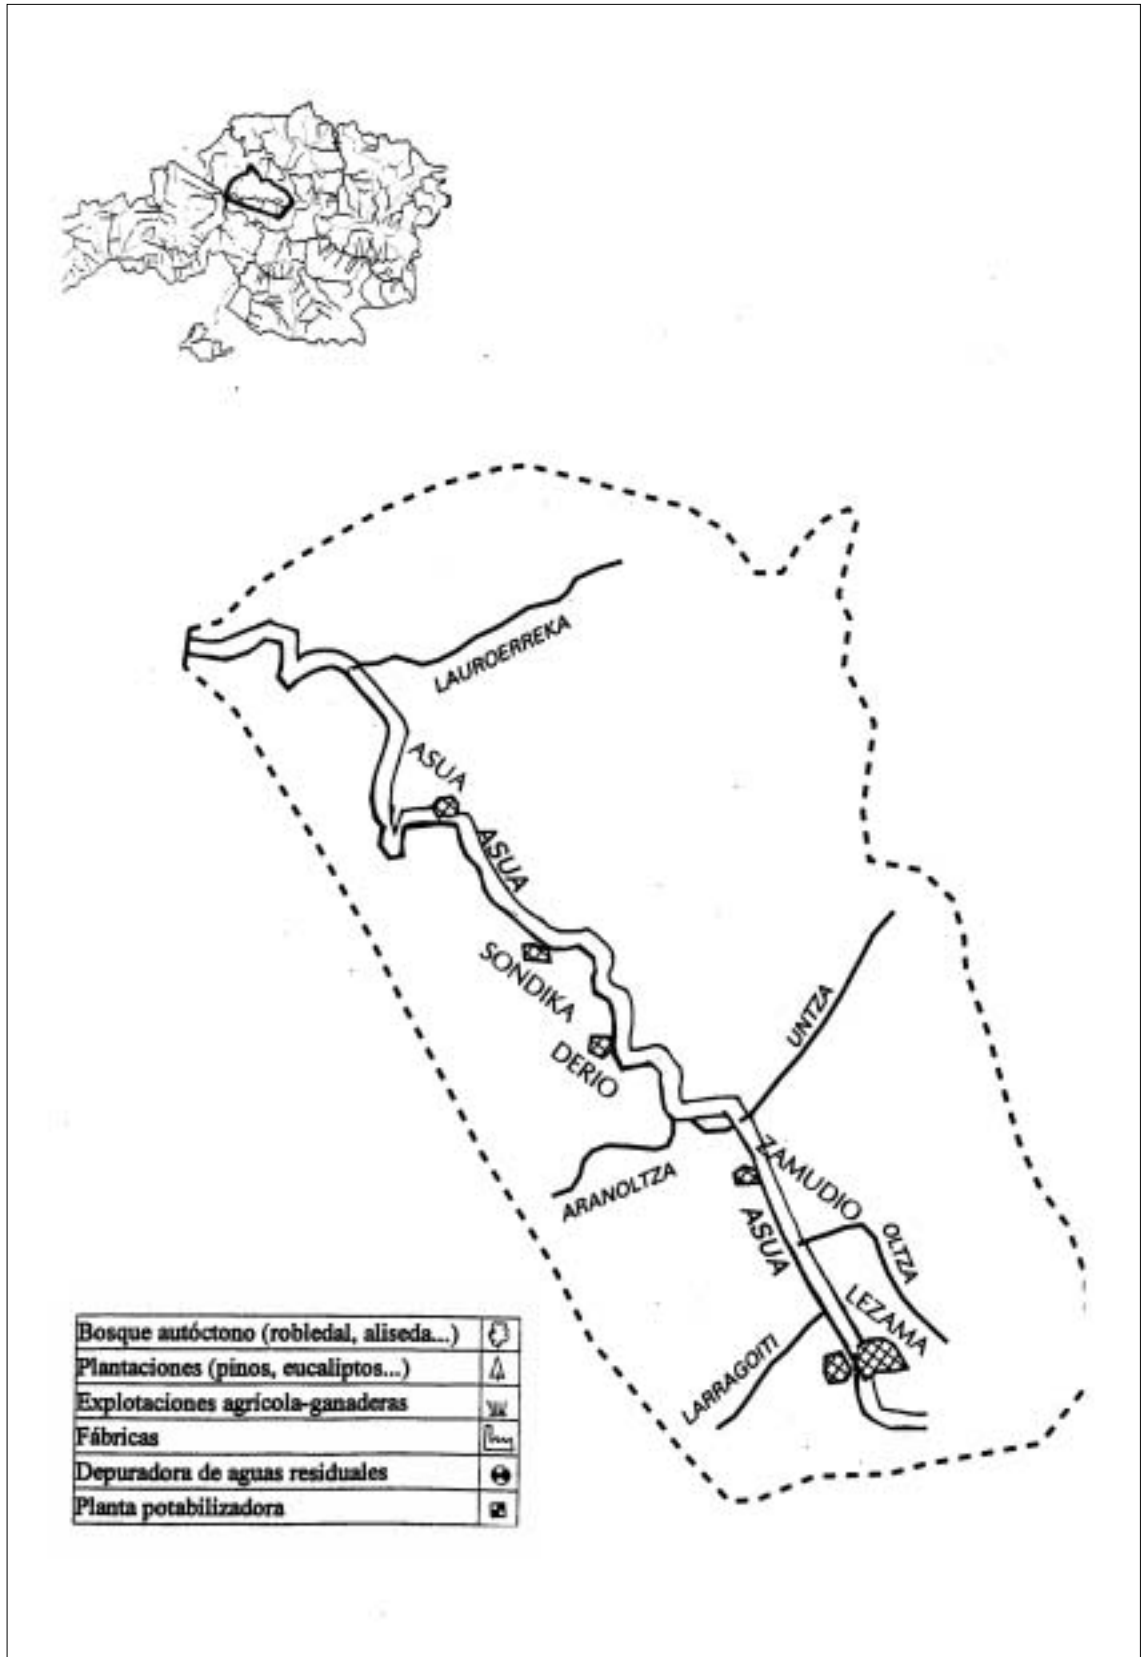 LAUROERREKA
ASUA
ASUA
SONDIKA
UNTZA
DERIO
ZAMUDIO
ARANOLTZA
ASUA
OLTZA
LEZAMA
LARRAGOITI
Bosque autóctono (robledal, aliseda...)
Plantaciones (pinos, eucaliptos...)
Explotaciones agrícola-ganaderas
Fábricas
Depuradora de aguas residuales
Planta potabilizadora